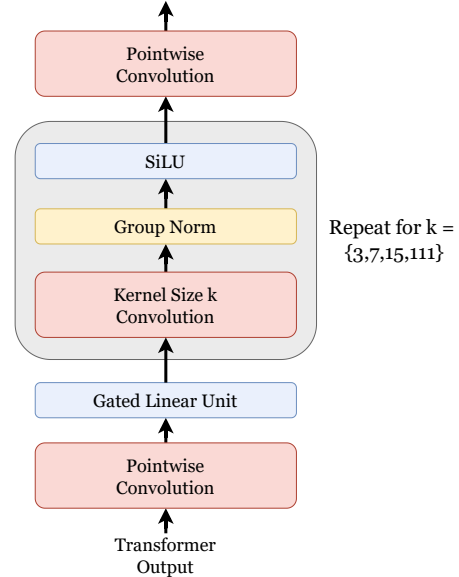 Pointwise
Convolution
SiLU
Group Norm
Repeat for k =
{3,7,15,111}
Kernel Size k
Convolution
Gated Linear Unit
Pointwise
Convolution
Transformer
Output